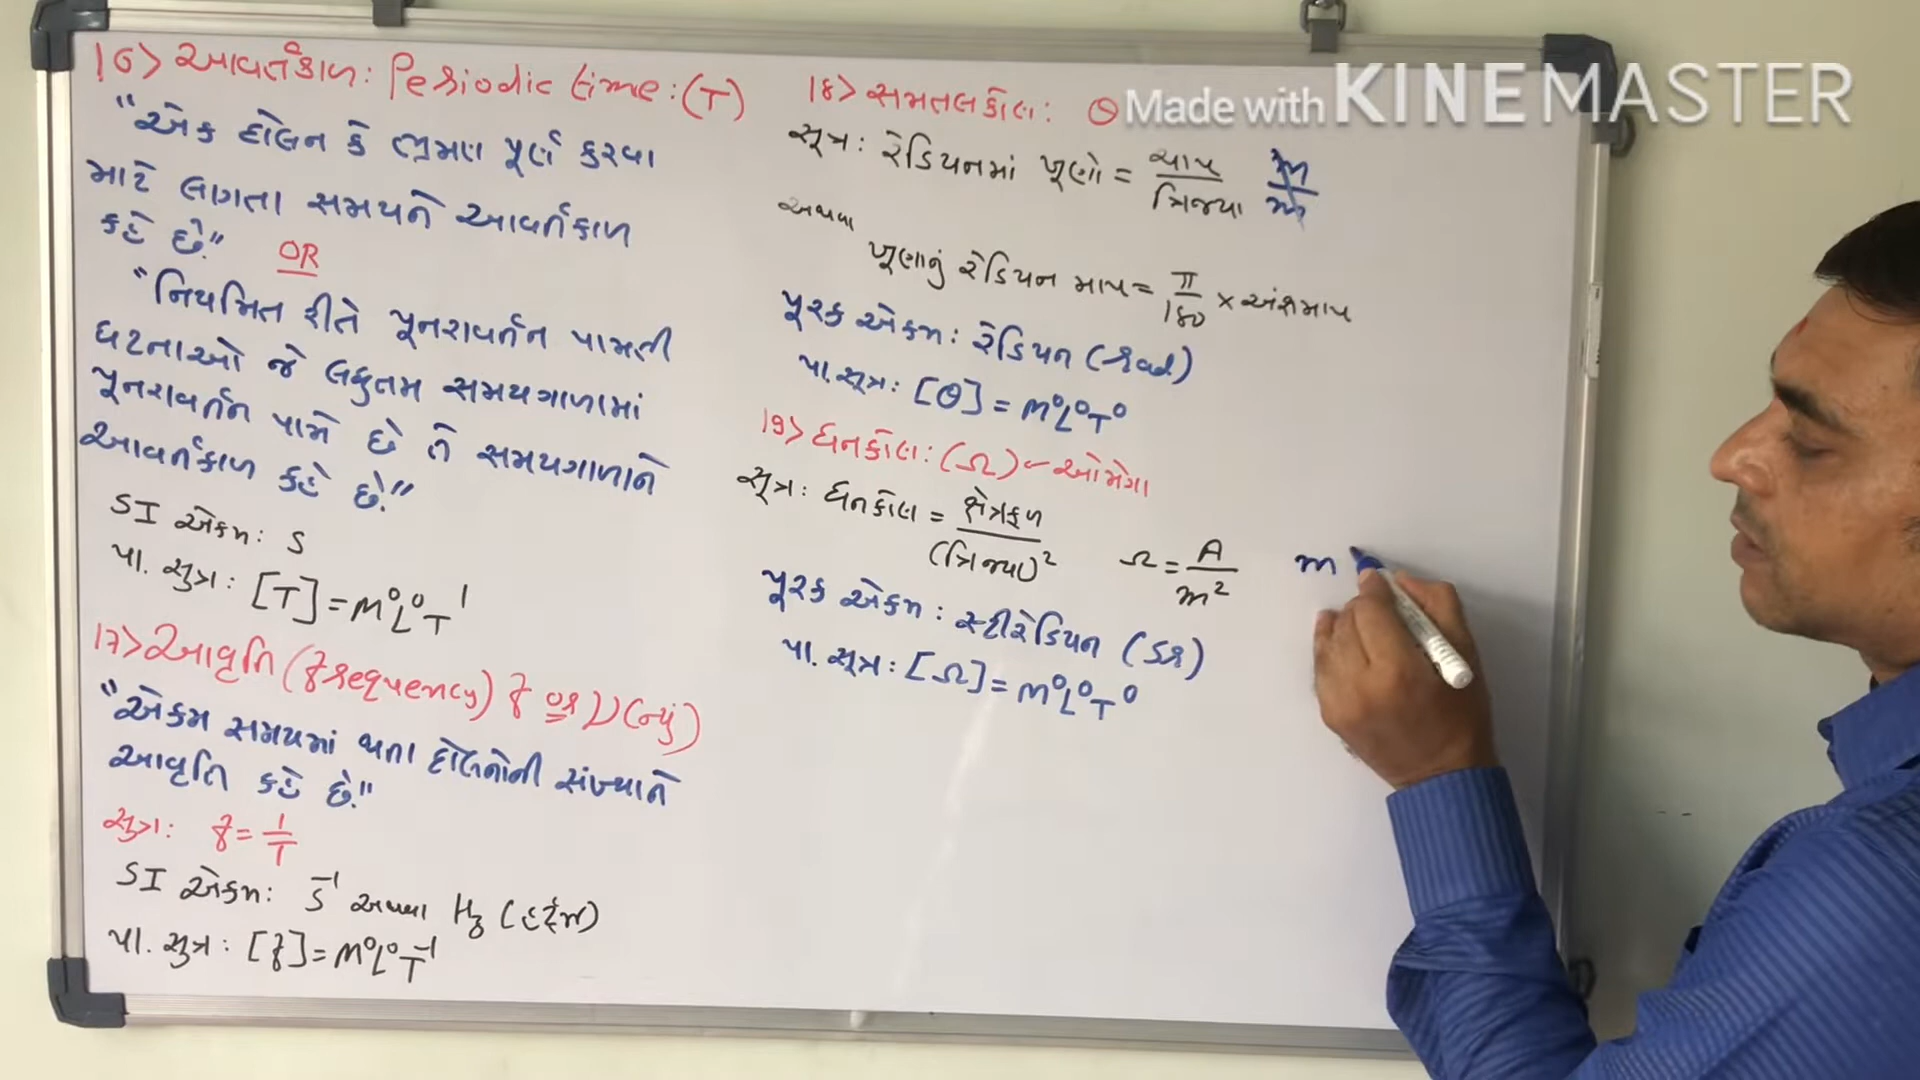 16> આવર્તકાળ: Periodic time: (T)
"એક દોલન કે ભ્રમણ પૂર્ણ કરવા
માટે લાગતા સમયને આવર્તકાળ
કહે છે."
OR
"નિયમિત રીતે પૂનરાવર્તન પામતી
ઘટનાઓ જે લઘુતમ સમયગાળામાં
પૂનરાવર્તન પામે છે તે સમયગાળાને
આવર્તકાળ કહે છે."
SI એકમ: S
પા. સુત્ર: [T] = M⁰L⁰T¹
17> આવૃતિ (frequency) f or ν (ન્યુ)
"એકમ સમયમાં થતા દોલનોની સંખ્યાને
આવૃતિ કહે છે."
સુત્ર: f = 1/T
SI એકમ: S⁻¹ અથવા Hz (હર્ટ્ઝ)
પા. સુત્ર: [f] = M⁰L⁰T⁻¹
18> સમતલકોણ: θ
સૂત્ર: રેડિયનમાં ખૂણો = ચાપ/ત્રિજ્યા m/m
અથવા
ખૂણાનું રેડિયન માપ = π/180 × અંશમાપ
પૂરક એકમ: રેડિયન (rad)
પા. સૂત્ર: [θ] = M⁰L⁰T⁰
19> ઘનકોણ: (Ω) ઓમેગા
સૂત્ર: ઘનકોણ = ક્ષેત્રફળ/(ત્રિજ્યા)² Ω = A/m² m
પૂરક એકમ: સ્ટીરેડિયન (Sr)
પા. સૂત્ર: [Ω] = M⁰L⁰T⁰
Made with KINEMASTER